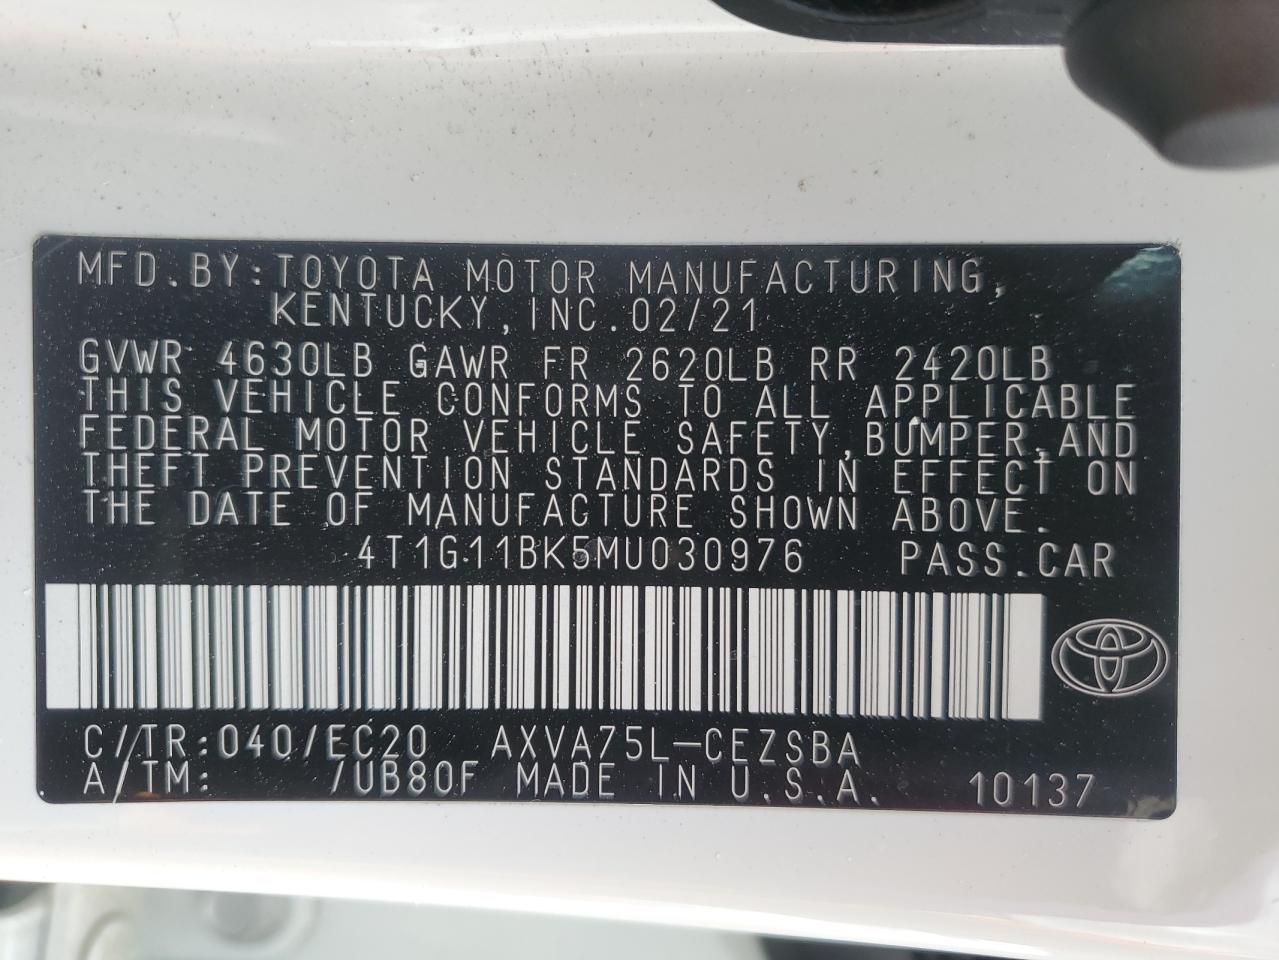 MFD.BY:TOYOTA MOTOR MANUFACTURING,
KENTUCKY,INC.02/21
GVWR 4630LB GAWR FR 2620LB RR 2420LB
THIS VEHICLE CONFORMS TO ALL APPLICABLE
FEDERAL MOTOR VEHICLE SAFETY,BUMPER,AND
THEFT PREVENTION STANDARDS IN EFFECT ON
THE DATE OF MANUFACTURE SHOWN ABOVE.
4T1G11BK5MU030976 PASS.CAR
C/TR:040/EC20 AXVA75L-CEZSBA
A/TM: /UB80F MADE IN U.S.A. 10137